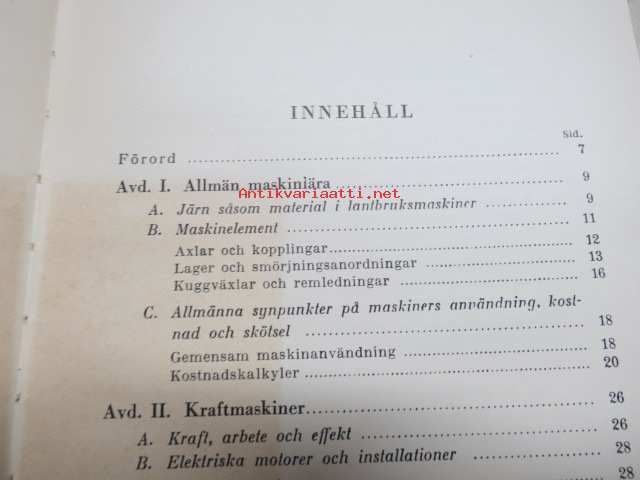 INNEHÅLL
Sid.
Förord ........................ 7
Antikvariaatti.net
Avd. I. Allmän maskinlära ........................ 9
A. Järn såsom material i lantbruksmaskiner ........ 9
B. Maskinelement ........................ 11
Axlar och kopplingar ........................ 12
Lager och smörjningsanordningar ........................ 13
Kuggväxlar och remledningar ........................ 16
C. Allmänna synpunkter på maskiners användning, kost-
nad och skötsel ........................ 18
Gemensam maskinanvändning ........................ 18
Kostnadskalkyler ........................ 20
Avd. II. Kraftmaskiner ........................ 26
A. Kraft, arbete och effekt ........................ 26
B. Elektriska motorer och installationer ........................ 28
28